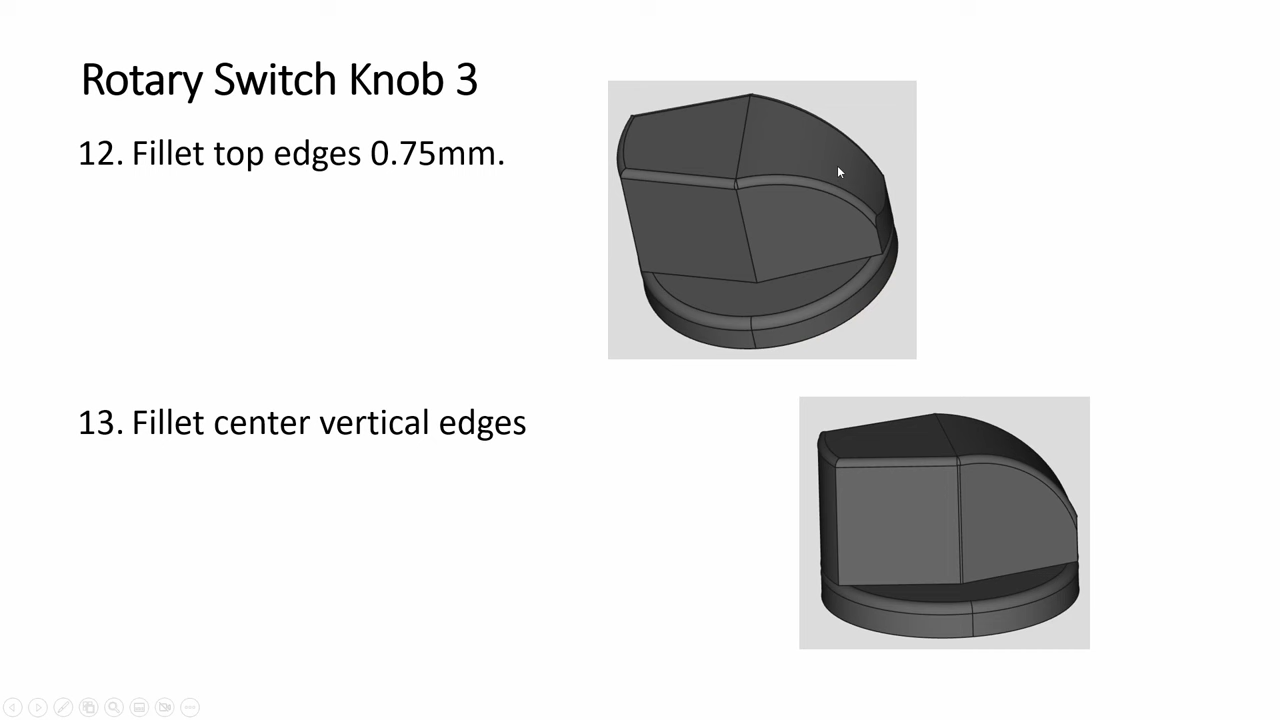 Rotary Switch Knob 3
12. Fillet top edges 0.75mm.
13. Fillet center vertical edges